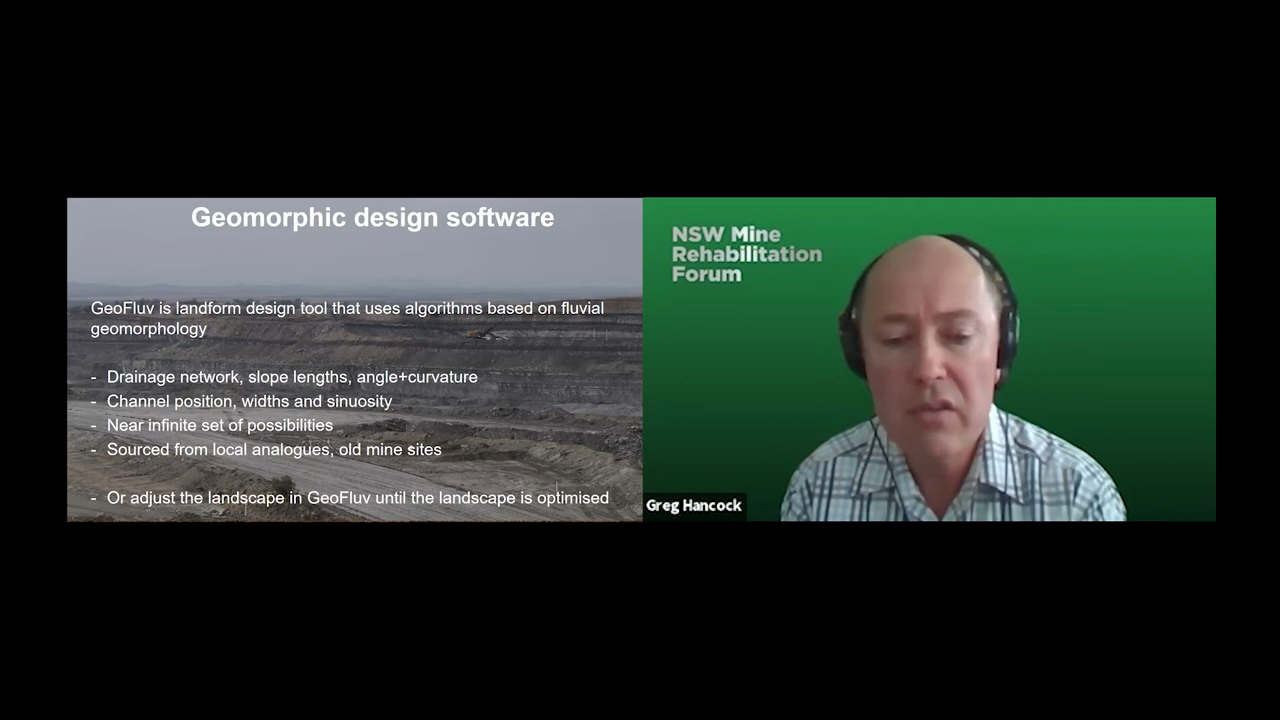 Geomorphic design software
GeoFluv is landform design tool that uses algorithms based on fluvial
geomorphology
- Drainage network, slope lengths, angle+curvature
- Channel position, widths and sinuosity
- Near infinite set of possibilities
- Sourced from local analogues, old mine sites
- Or adjust the landscape in GeoFluv until the landscape is optimised
NSW Mine
Rehabilitation
Forum
Greg Hancock